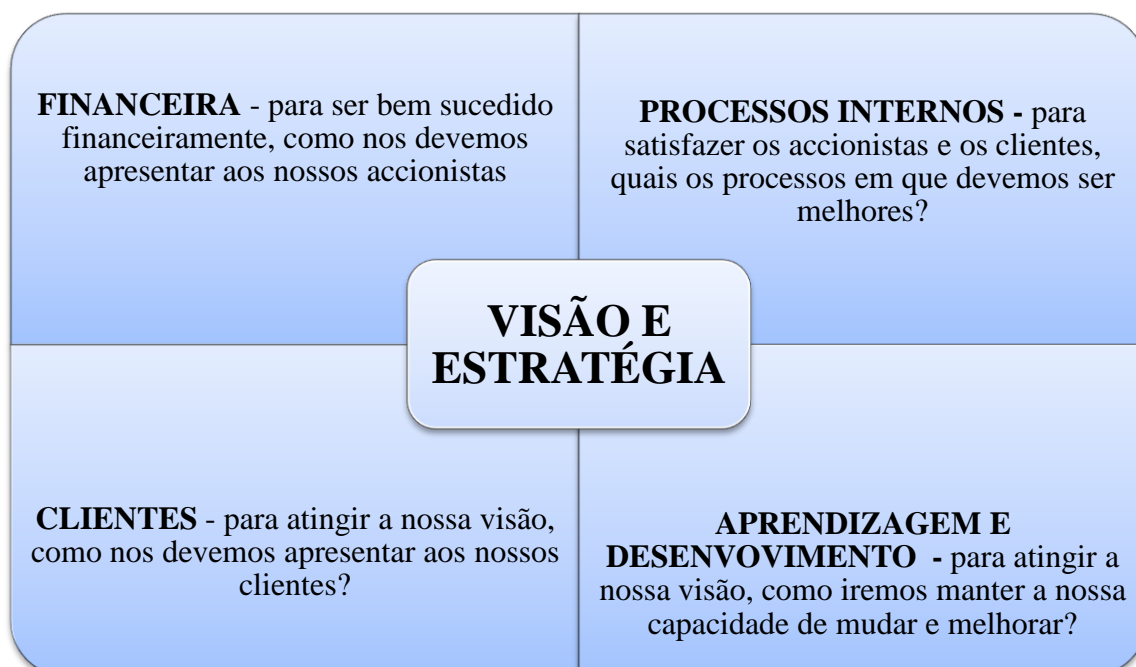 FINANCEIRA - para ser bem sucedido
financeiramente, como nos devemos
apresentar aos nossos accionistas
PROCESSOS INTERNOS - para
satisfazer os accionistas e os clientes,
quais os processos em que devemos ser
melhores?
VISÃO E
ESTRATÉGIA
CLIENTES - para atingir a nossa visão,
como nos devemos apresentar aos nossos
clientes?
APRENDIZAGEM E
DESENVOVIMENTO - para atingir a
nossa visão, como iremos manter a nossa
capacidade de mudar e melhorar?